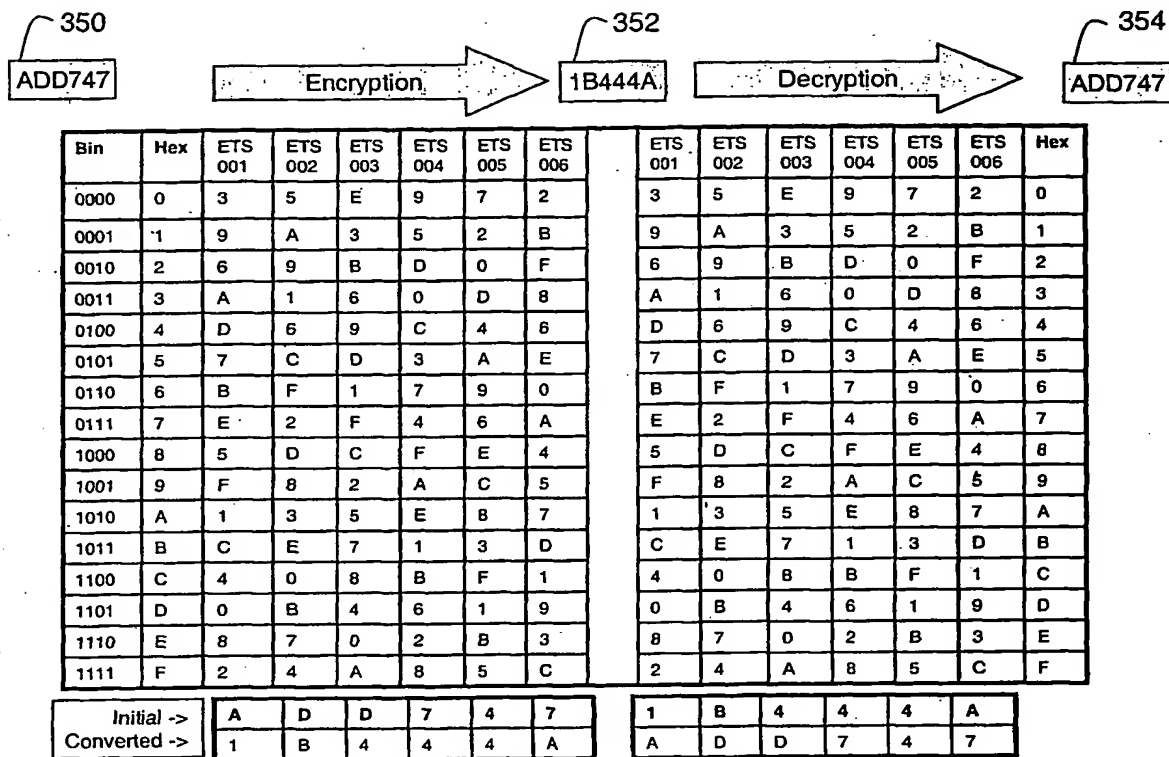 350 352 354
ADD747 Encryption 1B444A Decryption ADD747
Bin Hex ETS 001 ETS 002 ETS 003 ETS 004 ETS 005 ETS 006 ETS 001 ETS 002 ETS 003 ETS 004 ETS 005 ETS 006 Hex
0000 0 3 5 E 9 7 2 3 5 E 9 7 2 0
0001 1 9 A 3 5 2 B 9 A 3 5 2 B 1
0010 2 6 9 B D 0 F 6 9 B D 0 F 2
0011 3 A 1 6 0 D 8 A 1 6 0 D 8 3
0100 4 D 6 9 C 4 6 D 6 9 C 4 6 4
0101 5 7 C D 3 A E 7 C D 3 A E 5
0110 6 B F 1 7 9 0 B F 1 7 9 0 6
0111 7 E 2 F 4 6 A E 2 F 4 6 A 7
1000 8 5 D C F E 4 5 D C F E 4 8
1001 9 F 8 2 A C 5 F 8 2 A C 5 9
1010 A 1 3 5 E 8 7 1 3 5 E 8 7 A
1011 B C E 7 1 3 D C E 7 1 3 D B
1100 C 4 0 8 B F 1 4 0 8 B F 1 C
1101 D 0 B 4 6 1 9 0 B 4 6 1 9 D
1110 E 8 7 0 2 B 3 8 7 0 2 B 3 E
1111 F 2 4 A 8 5 C 2 4 A 8 5 C F
Initial -> A D D 7 4 7 1 B 4 4 4 A
Converted -> 1 B 4 4 4 A A D D 7 4 7